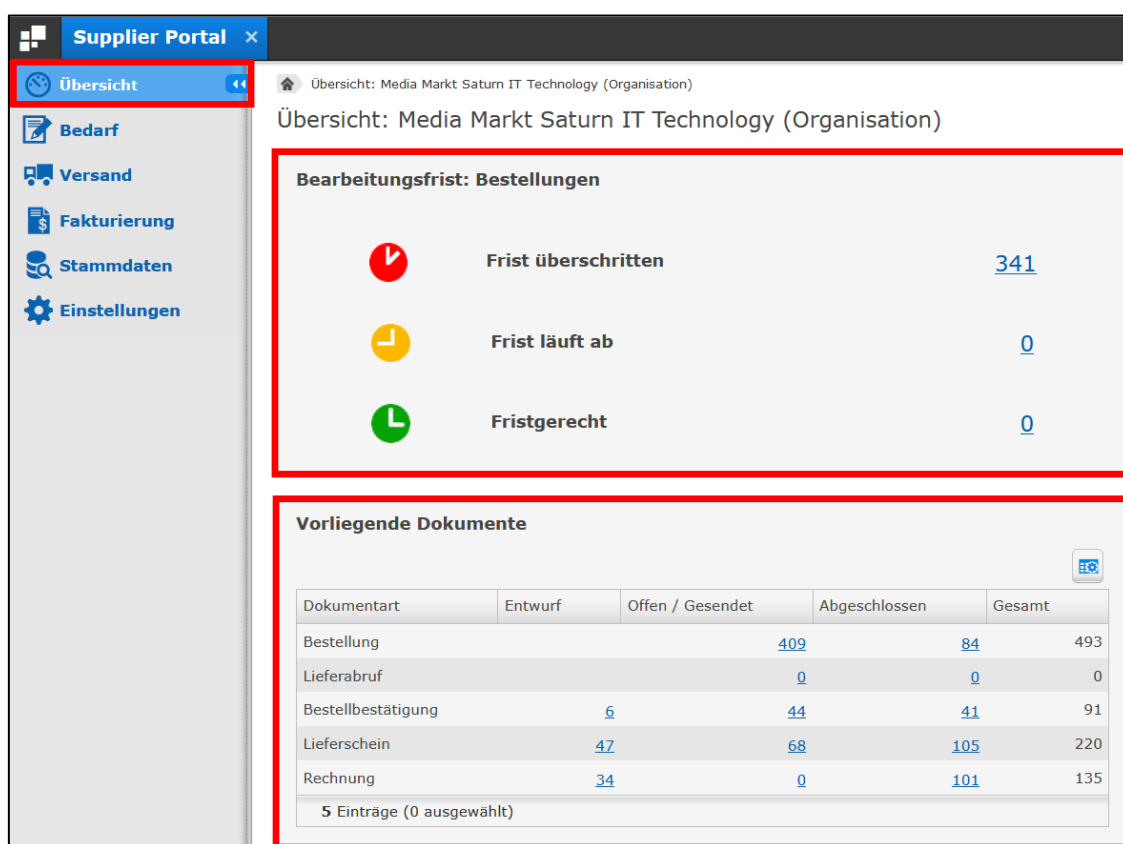 Supplier Portal ×
Übersicht
Bedarf
Versand
Fakturierung
Stammdaten
Einstellungen
Übersicht: Media Markt Saturn IT Technology (Organisation)
Übersicht: Media Markt Saturn IT Technology (Organisation)
Bearbeitungsfrist: Bestellungen
Frist überschritten 341
Frist läuft ab 0
Fristgerecht 0
Vorliegende Dokumente
Dokumentart Entwurf Offen / Gesendet Abgeschlossen Gesamt
Bestellung 409 84 493
Lieferabruf 0 0 0
Bestellbestätigung 6 44 41 91
Lieferschein 47 68 105 220
Rechnung 34 0 101 135
5 Einträge (0 ausgewählt)